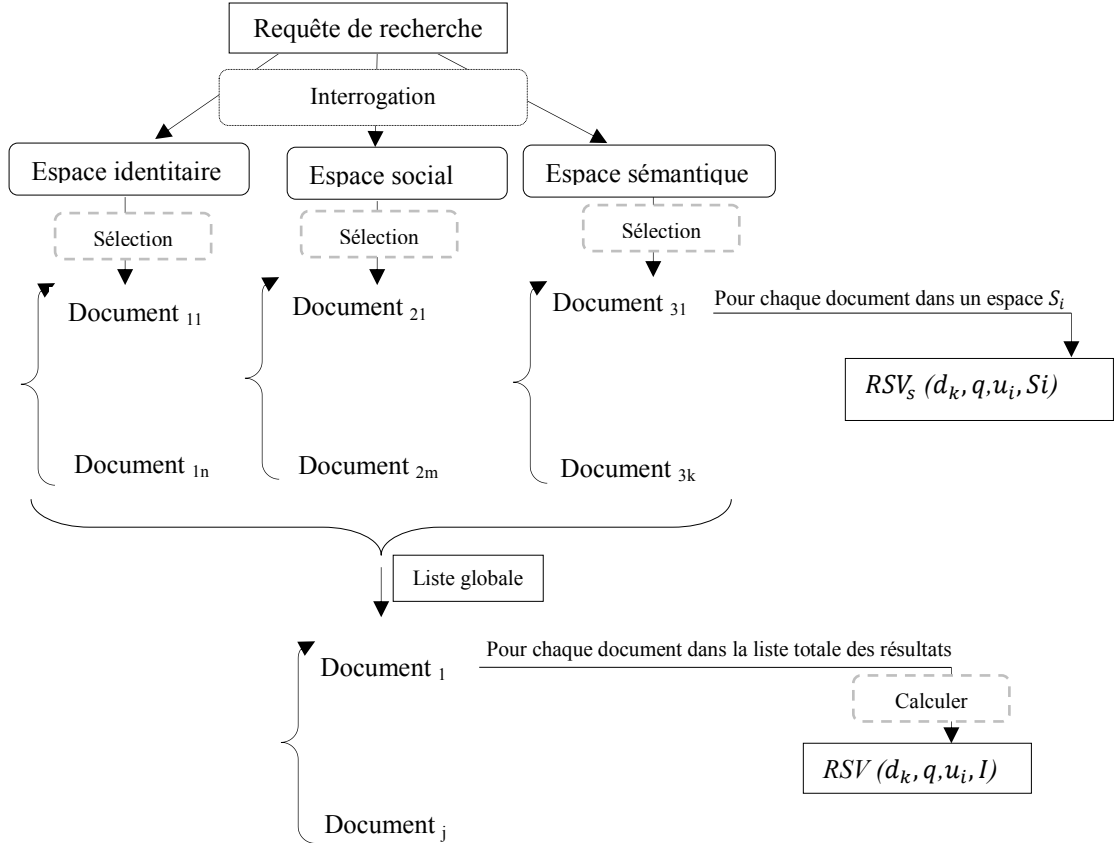 Requête de recherche
Interrogation
Espace identitaire
Espace social
Espace sémantique
Sélection
Sélection
Sélection
Document 11
Document 21
Document 31
Pour chaque document dans un espace Si
RSVs (dk, q,ui, Si)
Document 1n
Document 2m
Document 3k
Liste globale
Document 1
Pour chaque document dans la liste totale des résultats
Calculer
RSV (dk, q,ui, I)
Document j